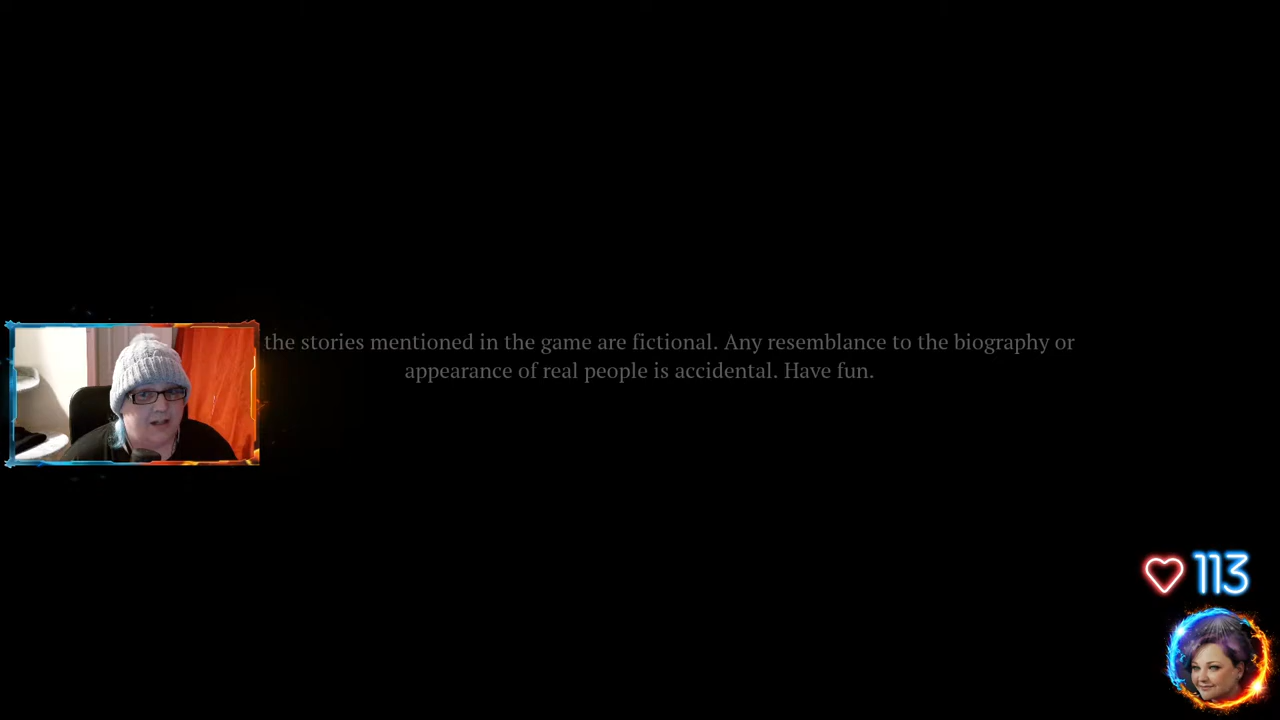 the stories mentioned in the game are fictional. Any resemblance to the biography or
appearance of real people is accidental. Have fun.
113